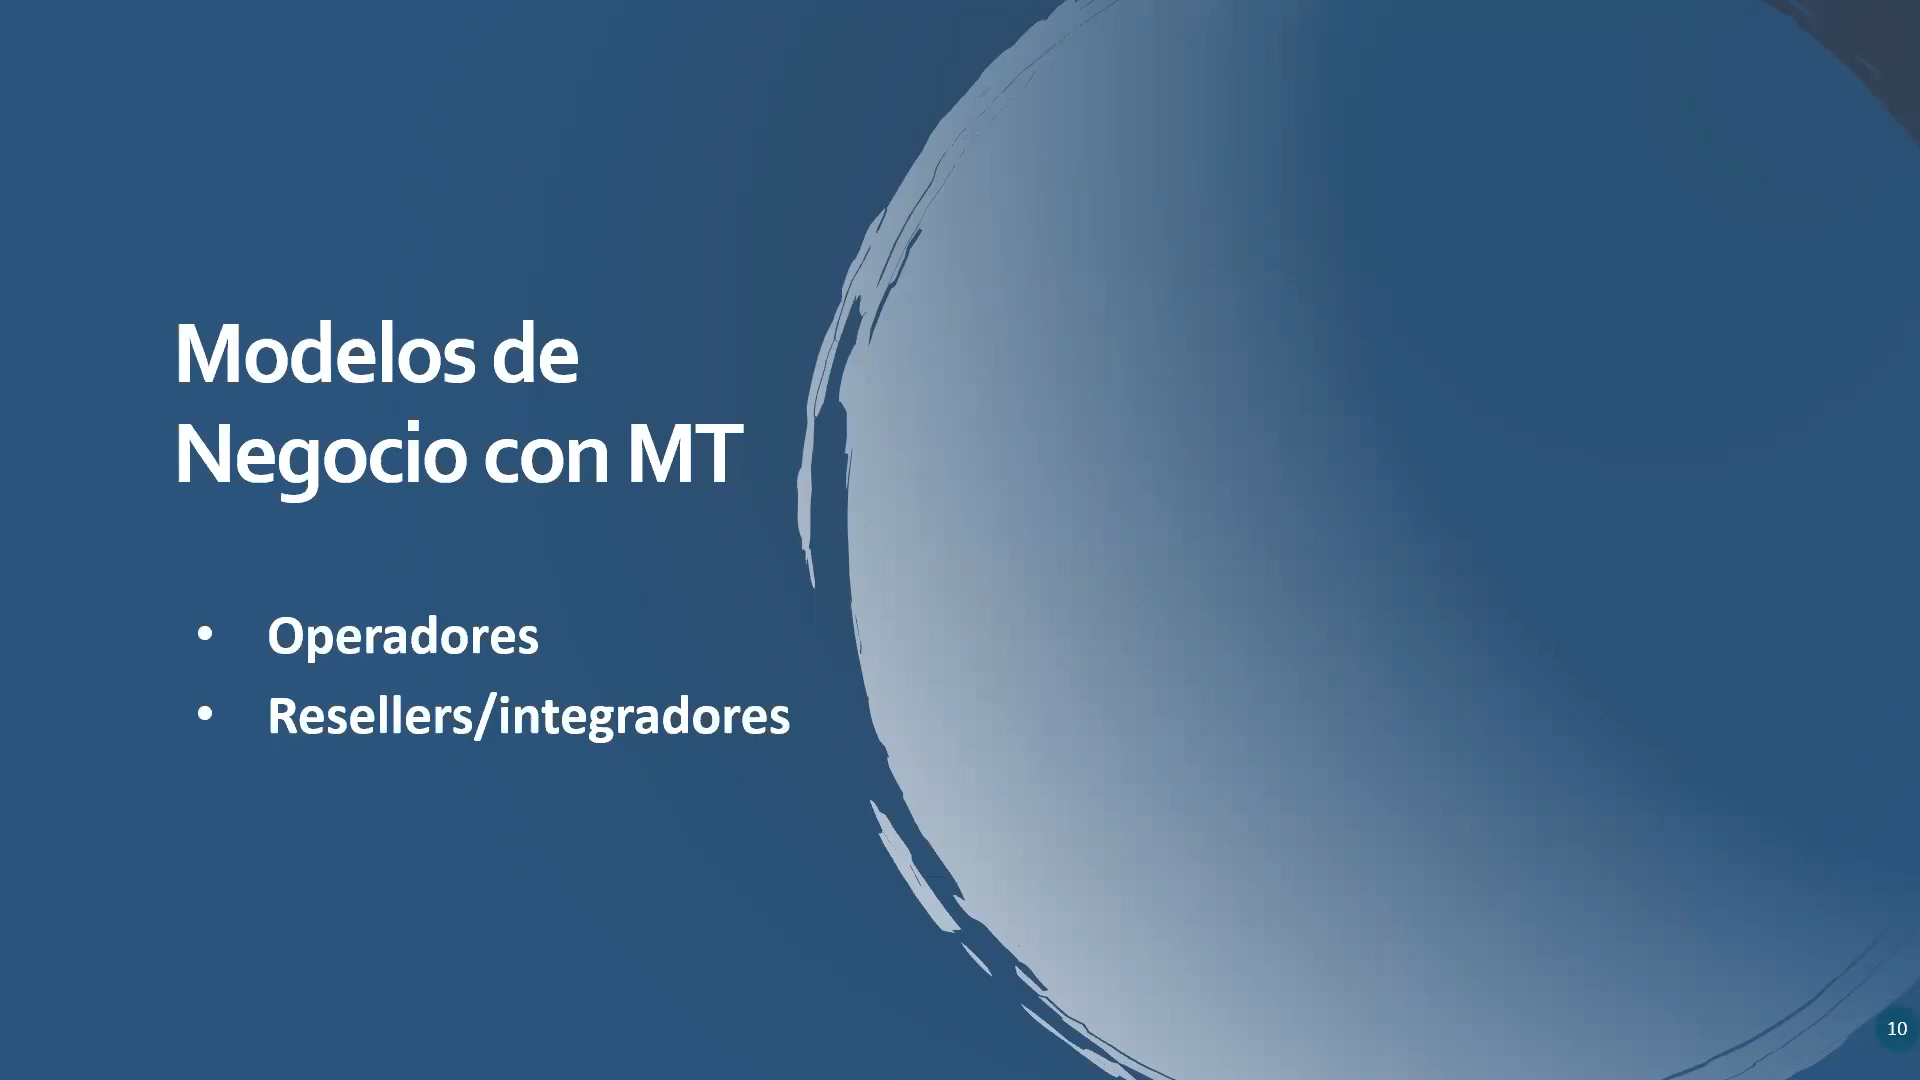 Modelos de
Negocio con MT
• Operadores
• Resellers/integradores
10